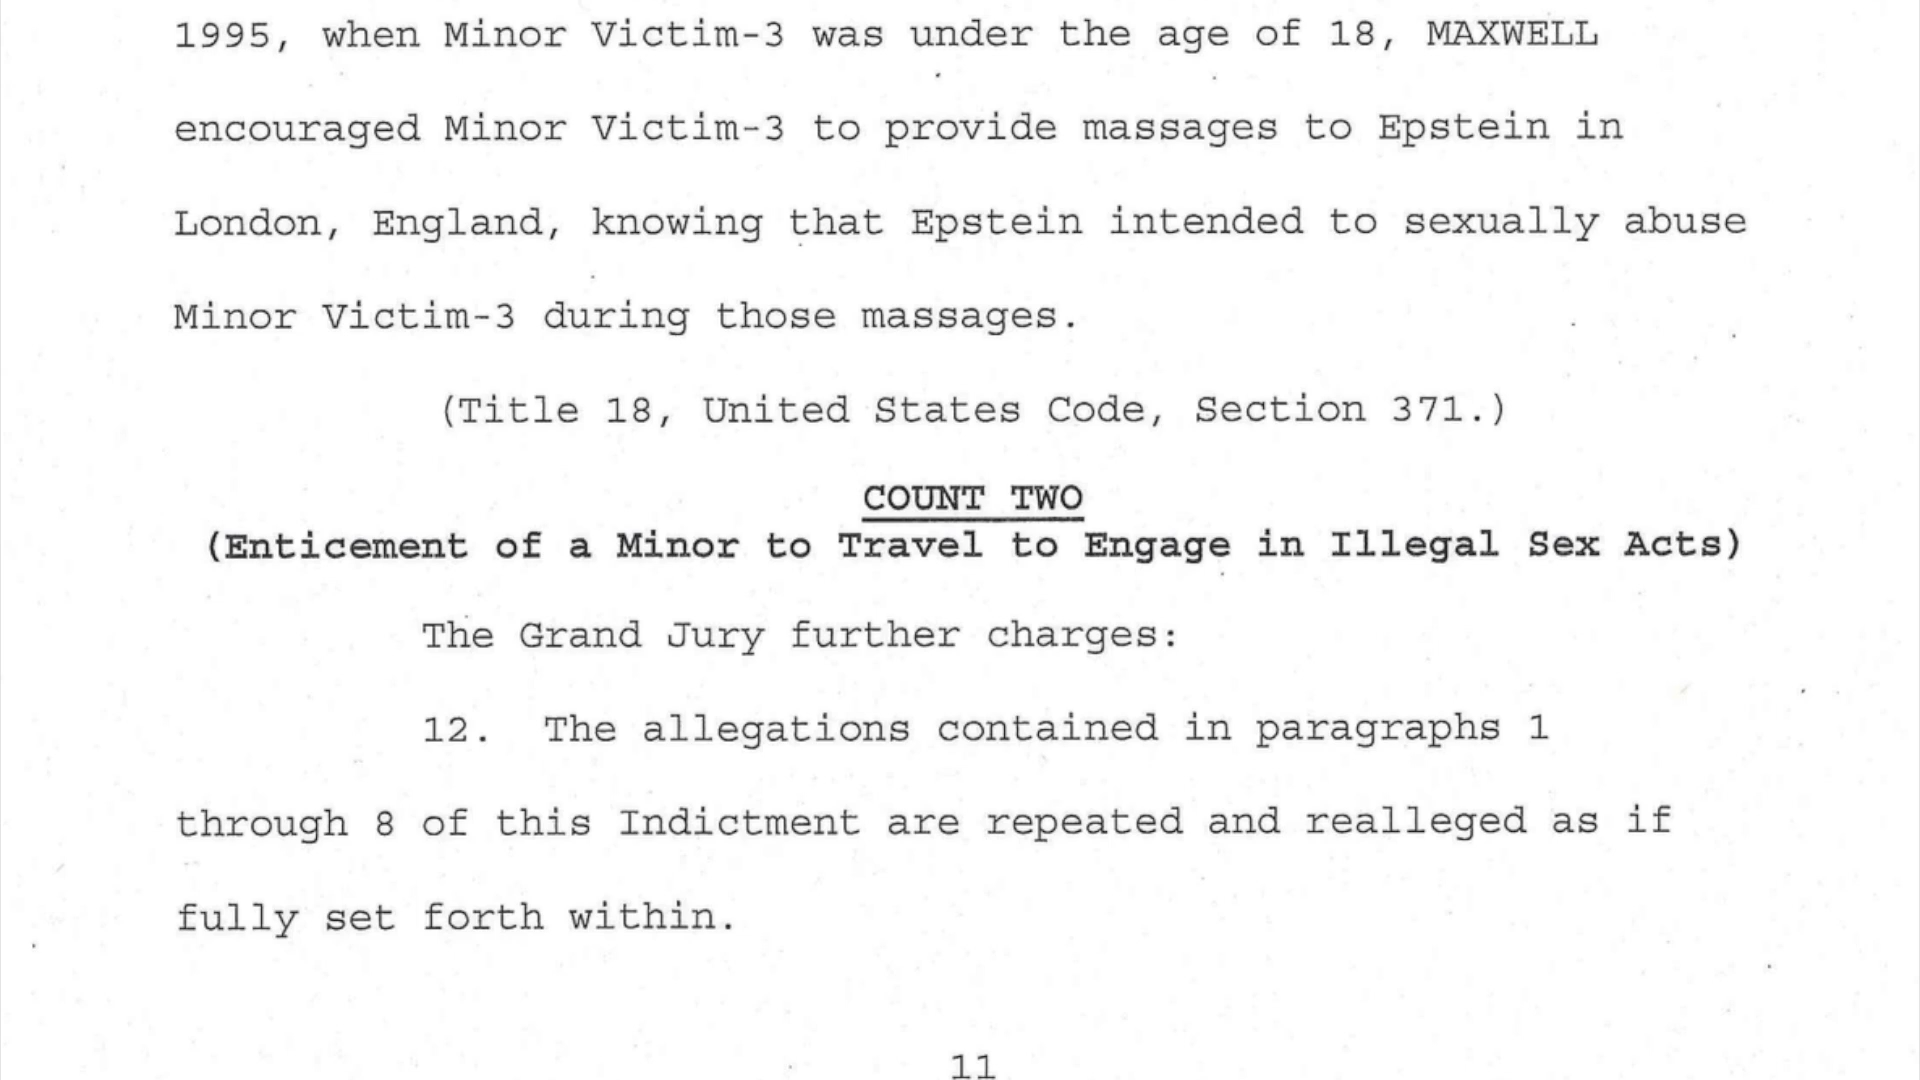 1995, when Minor Victim-3 was under the age of 18, MAXWELL
encouraged Minor Victim-3 to provide massages to Epstein in
London, England, knowing that Epstein intended to sexually abuse
Minor Victim-3 during those massages.
(Title 18, United States Code, Section 371.)
COUNT TWO
(Enticement of a Minor to Travel to Engage in Illegal Sex Acts)
The Grand Jury further charges:
12. The allegations contained in paragraphs 1
through 8 of this Indictment are repeated and realleged as if
fully set forth within.
11